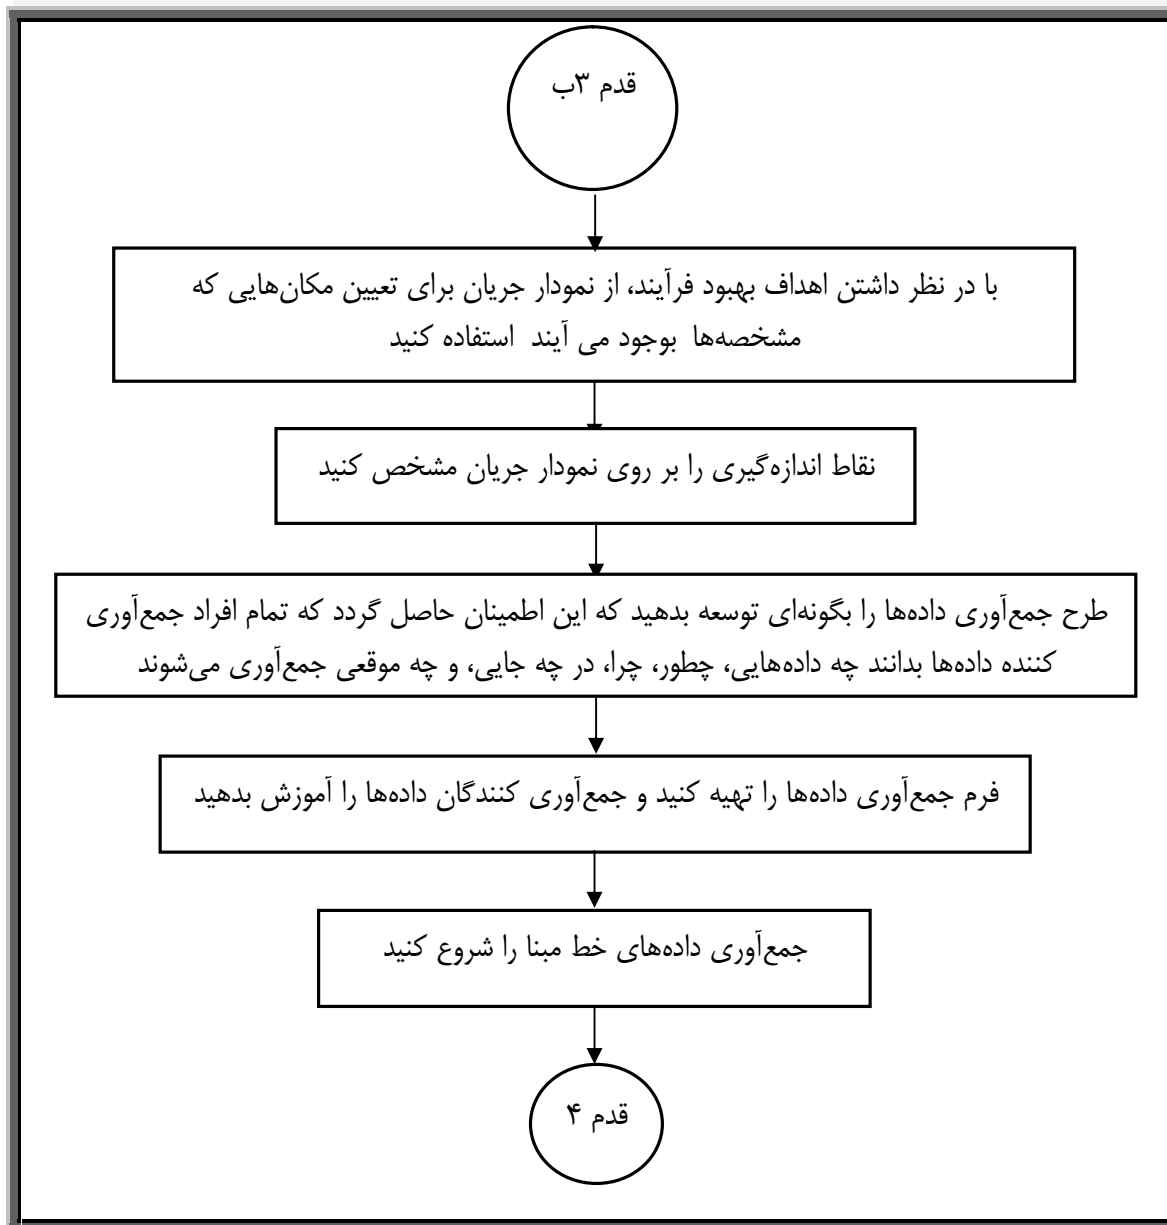 قدم ۳ب
با در نظر داشتن اهداف بهبود فرآیند، از نمودار جریان برای تعیین مکان‌هایی که
مشخصه‌ها بوجود می آیند استفاده کنید
نقاط اندازه‌گیری را بر روی نمودار جریان مشخص کنید
طرح جمع‌آوری داده‌ها را بگونه‌ای توسعه بدهید که این اطمینان حاصل گردد که تمام افراد جمع‌آوری
کننده داده‌ها بدانند چه داده‌هایی، چطور، چرا، در چه جایی، و چه موقعی جمع‌آوری می‌شوند
فرم جمع‌آوری داده‌ها را تهیه کنید و جمع‌آوری کنندگان داده‌ها را آموزش بدهید
جمع‌آوری داده‌های خط مبنا را شروع کنید
قدم ۴